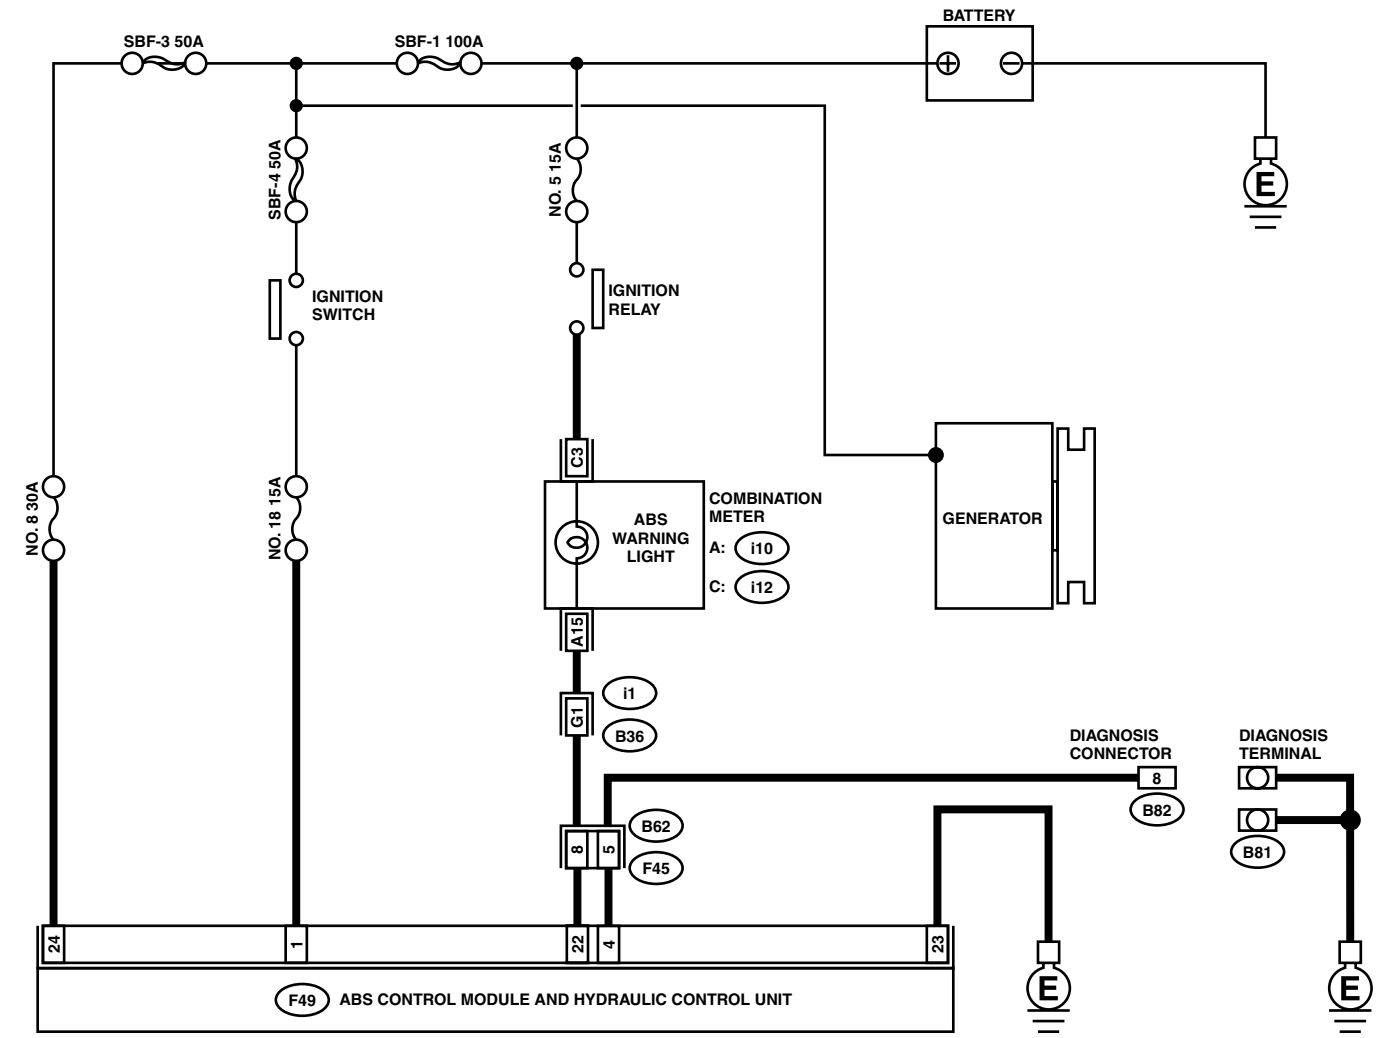 BATTERY
SBF-3 50A
SBF-1 100A
SBF-4 50A
NO. 5 15A
E
IGNITION
SWITCH
IGNITION
RELAY
C3
NO. 8 30A
NO. 18 15A
ABS
WARNING
LIGHT
COMBINATION
METER
A: i10
C: i12
GENERATOR
A15
i1
G1
B36
DIAGNOSIS
CONNECTOR
8
B82
DIAGNOSIS
TERMINAL
B81
B62
8
5
F45
24
1
22
4
23
E
E
F49 ABS CONTROL MODULE AND HYDRAULIC CONTROL UNIT